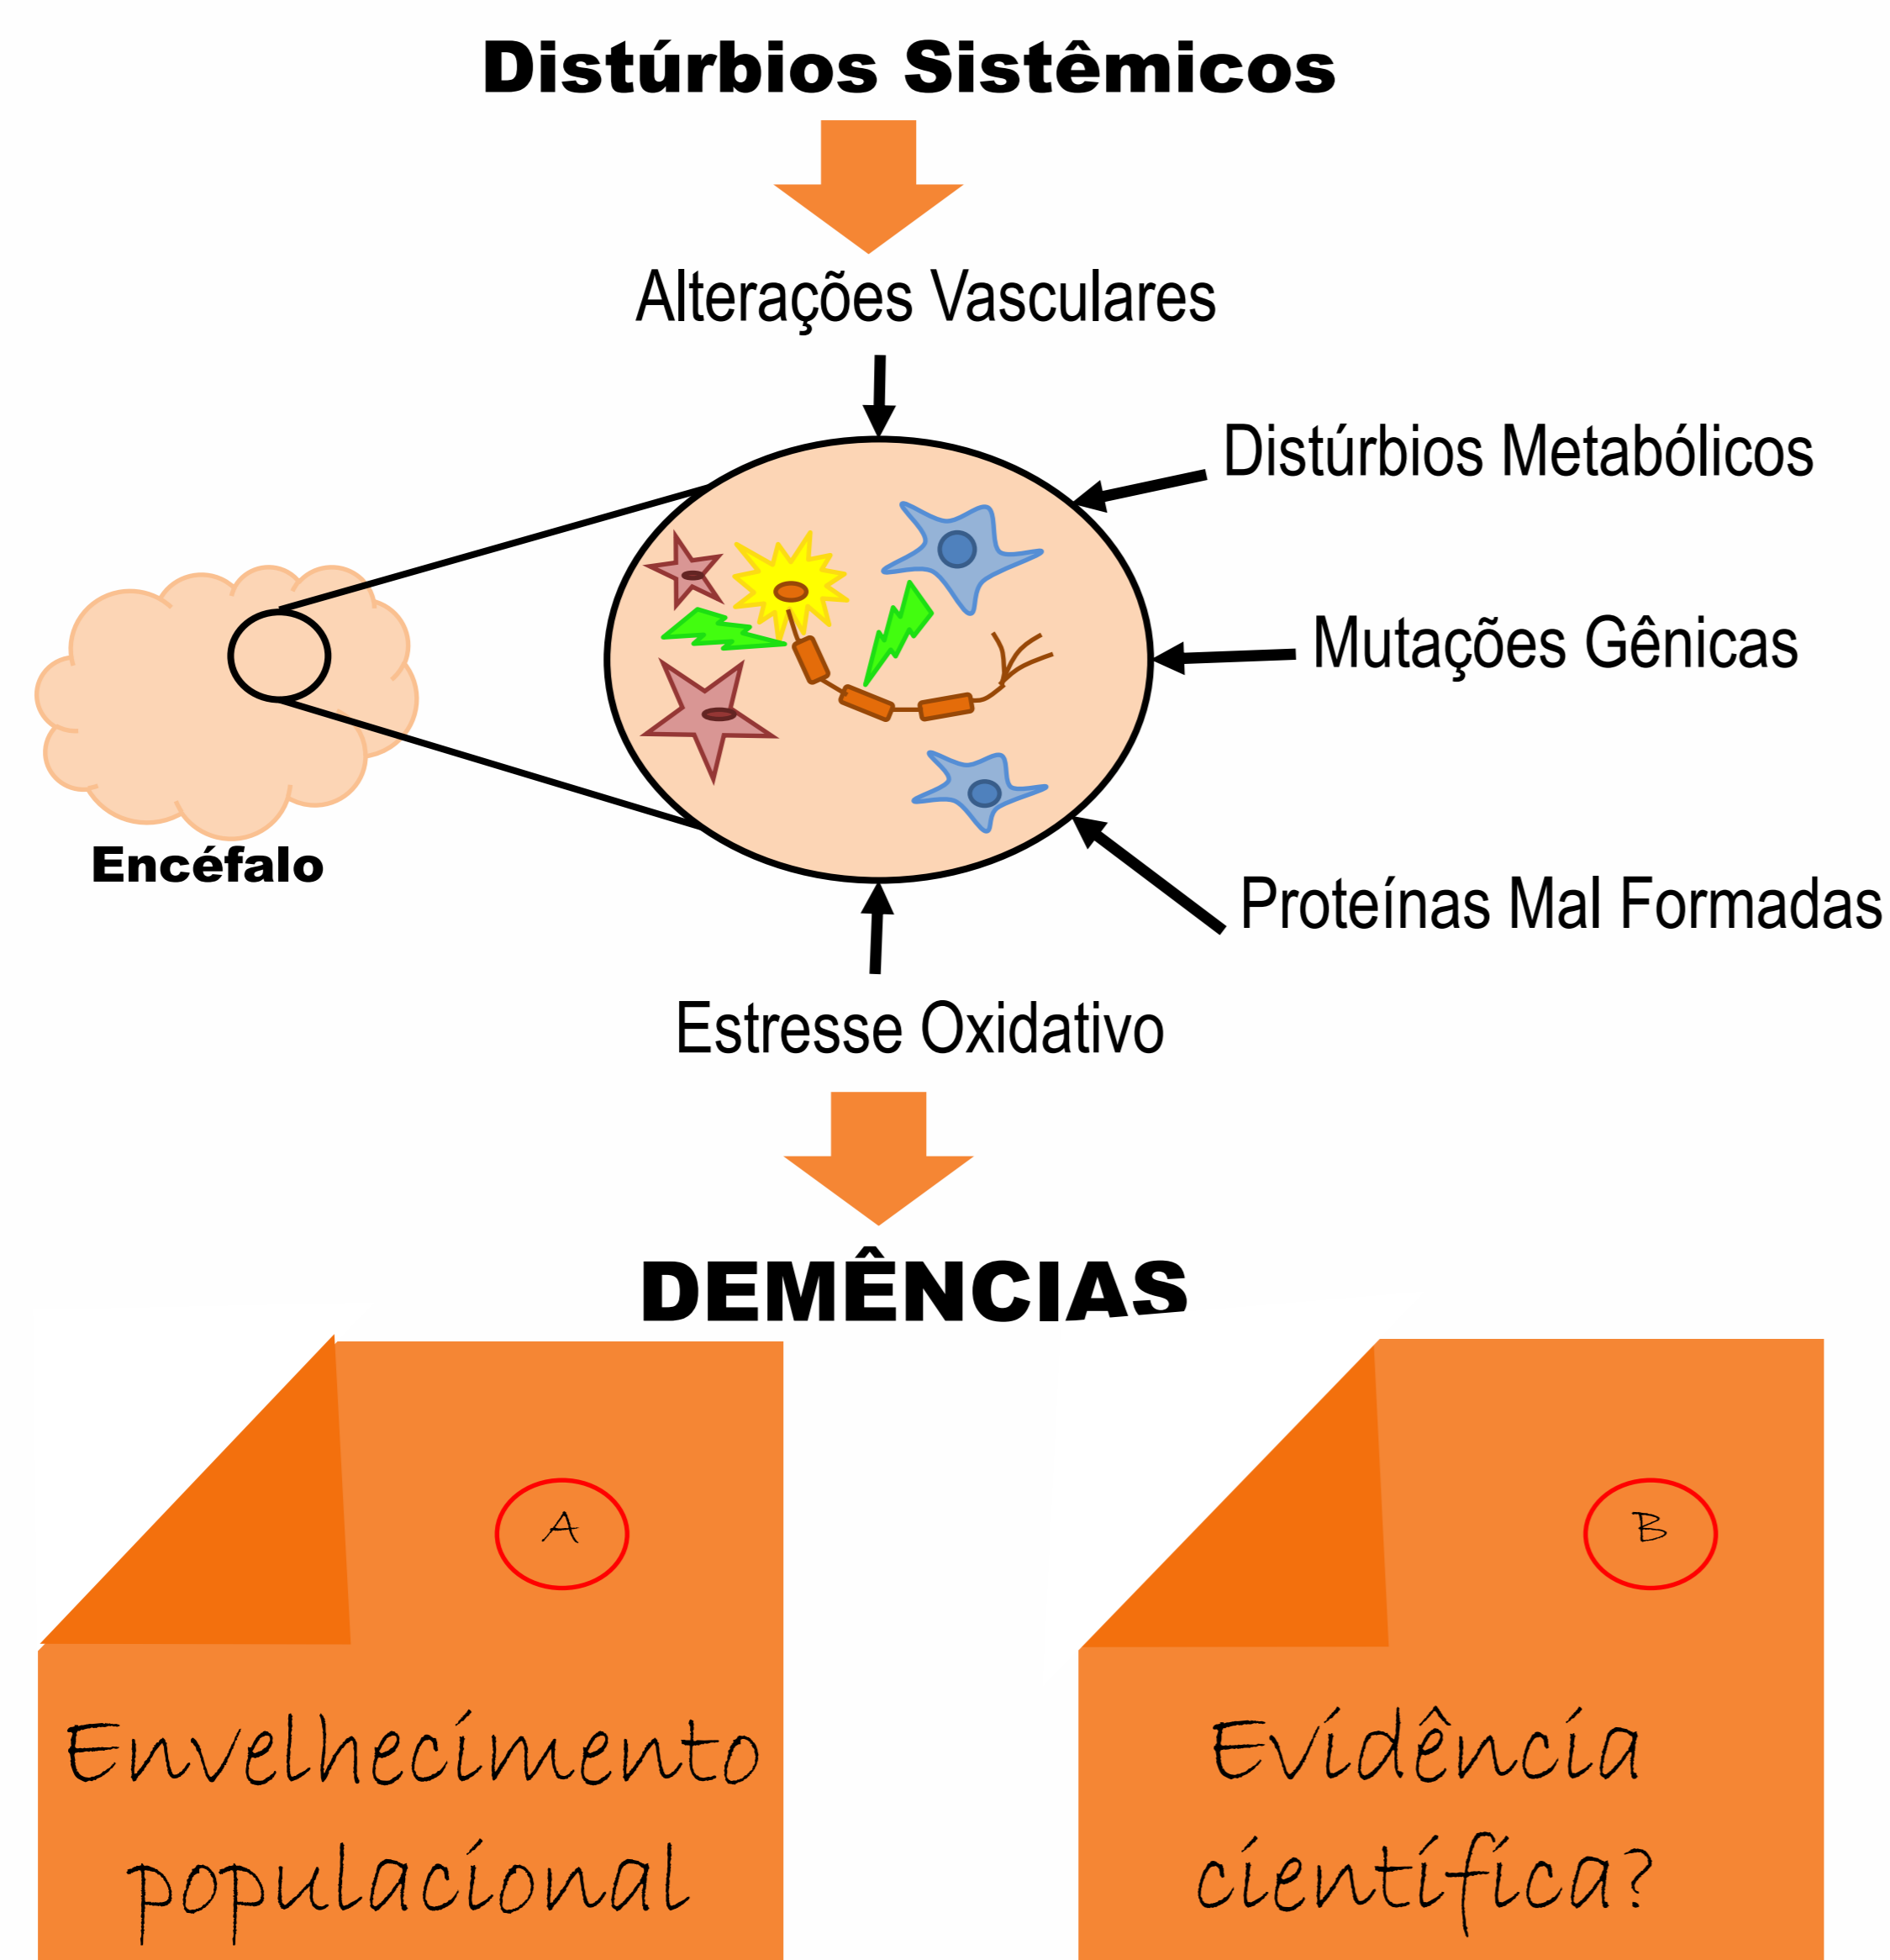 Distúrbios Sistêmicos
Alterações Vasculares
Distúrbios Metabólicos
Mutações Gênicas
Encéfalo
Proteínas Mal Formadas
Estresse Oxidativo
DEMÊNCIAS
A
Envelhecimento
populacional
B
Evidência
científica?